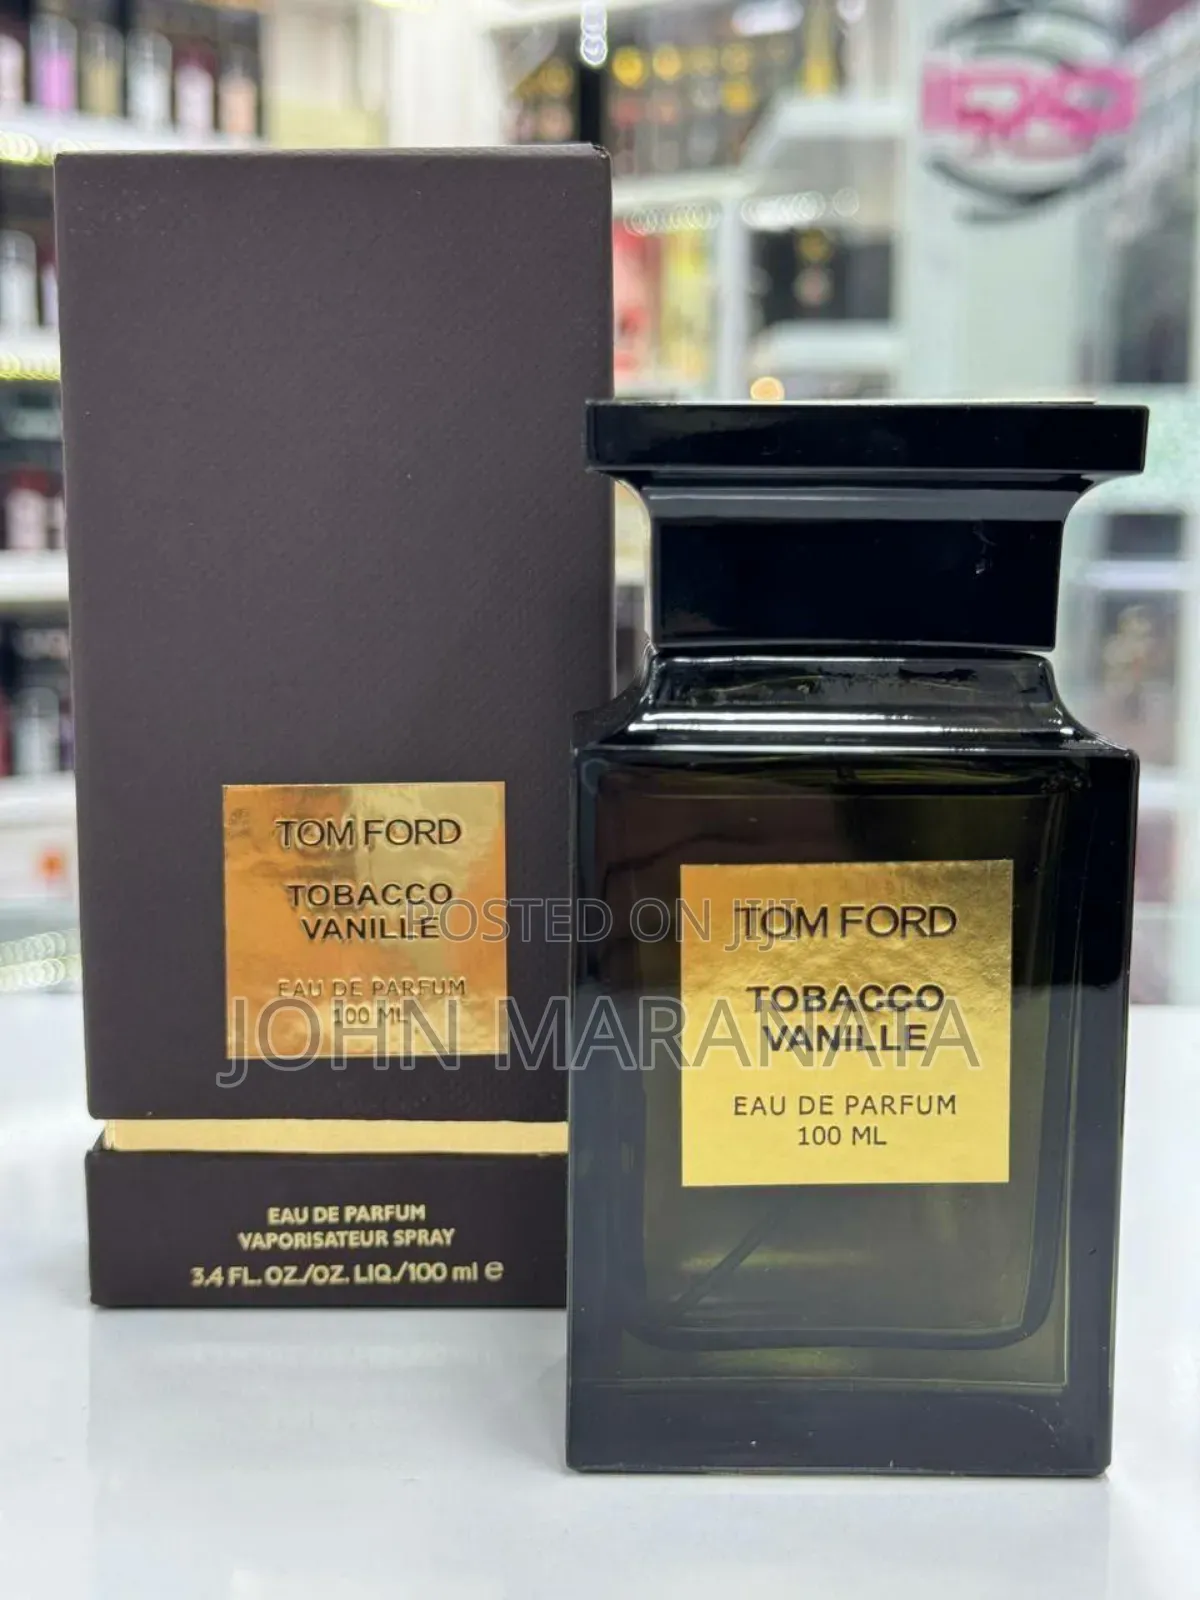 TOM FORD
TOBACCO
VANILLE
EAU DE PARFUM
100 ML
EAU DE PARFUM
VAPORISATEUR SPRAY
3.4 FL. OZ./OZ. LIQ./100 ml e
TOM FORD
TOBACCO
VANILLE
EAU DE PARFUM
100 ML
POSTED ON JIJI
JOHN MARANATA